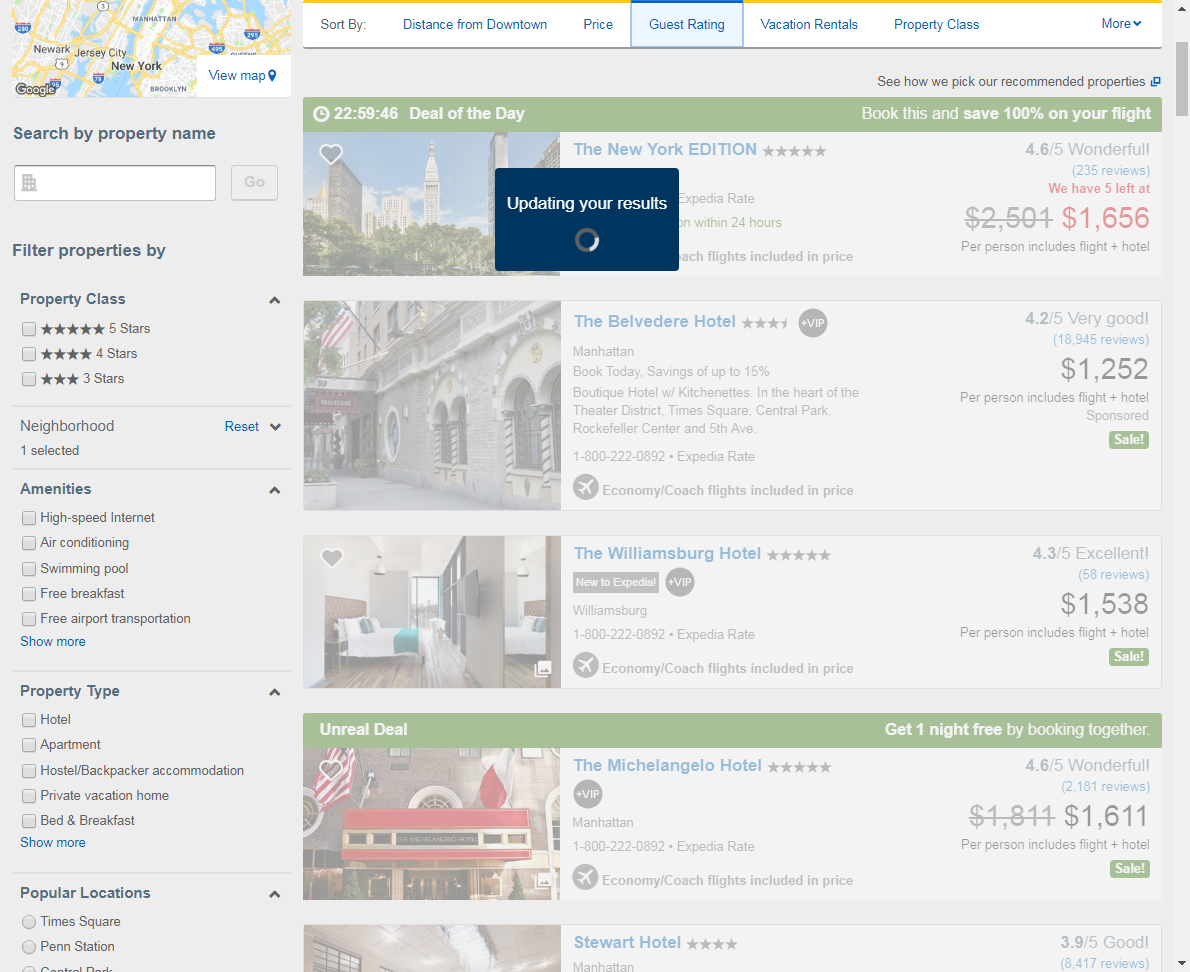 MANHATTAN
Newark
Jersey City
New York
BROOKLYN
Google
View map
Search by property name
Go
Filter properties by
Property Class
5 Stars
4 Stars
3 Stars
Neighborhood
Reset
1 selected
Amenities
High-speed Internet
Air conditioning
Swimming pool
Free breakfast
Free airport transportation
Show more
Property Type
Hotel
Apartment
Hostel/Backpacker accommodation
Private vacation home
Bed & Breakfast
Show more
Popular Locations
Times Square
Penn Station
Central Park
Sort By: Distance from Downtown Price Guest Rating Vacation Rentals Property Class More
See how we pick our recommended properties
22:59:46 Deal of the Day Book this and save 100% on your flight
The New York EDITION
4.6/5 Wonderful!
(235 reviews)
We have 5 left at
$2,501 $1,656
Per person includes flight + hotel
Updating your results
Expedia Rate
on within 24 hours
ach flights included in price
The Belvedere Hotel +VIP
Manhattan
Book Today, Savings of up to 15%
Boutique Hotel w/ Kitchenettes. In the heart of the
Theater District, Times Square, Central Park,
Rockefeller Center and 5th Ave.
1-800-222-0892 • Expedia Rate
Economy/Coach flights included in price
4.2/5 Very good!
(18,945 reviews)
$1,252
Per person includes flight + hotel
Sponsored
Sale!
The Williamsburg Hotel
New to Expedia! +VIP
Williamsburg
1-800-222-0892 • Expedia Rate
Economy/Coach flights included in price
4.3/5 Excellent!
(58 reviews)
$1,538
Per person includes flight + hotel
Sale!
Unreal Deal Get 1 night free by booking together.
THE MICHELANGELO HOTEL
The Michelangelo Hotel
+VIP
Manhattan
1-800-222-0892 • Expedia Rate
Economy/Coach flights included in price
4.6/5 Wonderful!
(2,181 reviews)
$1,811 $1,611
Per person includes flight + hotel
Sale!
Stewart Hotel
Manhattan
3.9/5 Good!
(8,417 reviews)